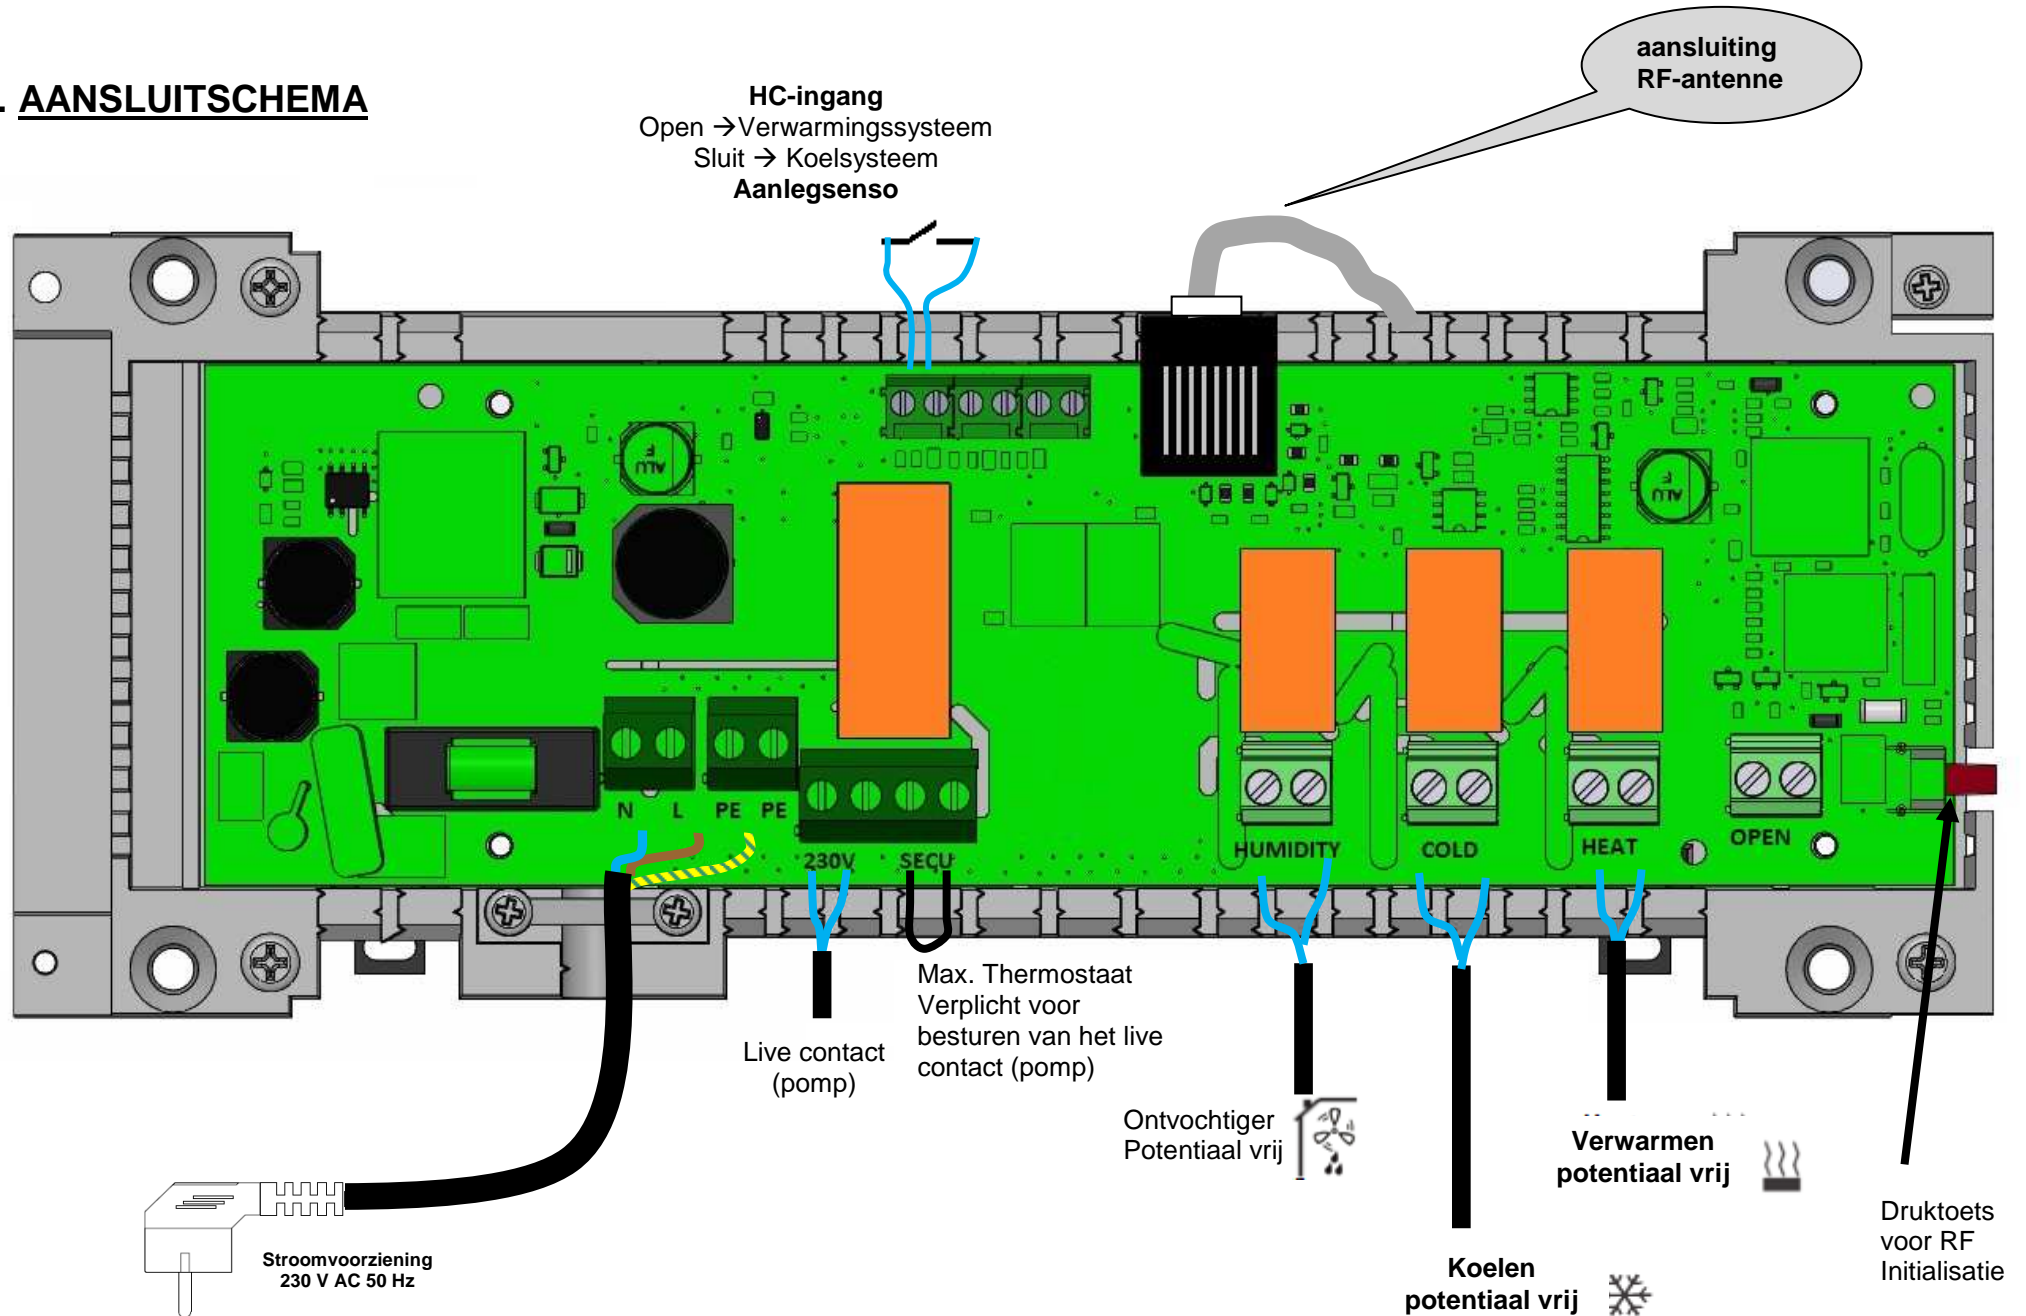 . AANSLUITSCHEMA
HC-ingang
Open →Verwarmingssysteem
Sluit → Koelsysteem
Aanlegsenso
aansluiting
RF-antenne
ALU
ALU
N L PE PE
230V SECU
HUMIDITY
COLD
HEAT
OPEN
Live contact
(pomp)
Max. Thermostaat
Verplicht voor
besturen van het live
contact (pomp)
Ontvochtiger
Potentiaal vrij
Verwarmen
potentiaal vrij
Koelen
potentiaal vrij
Druktoets
voor RF
Initialisatie
Stroomvoorziening
230 V AC 50 Hz